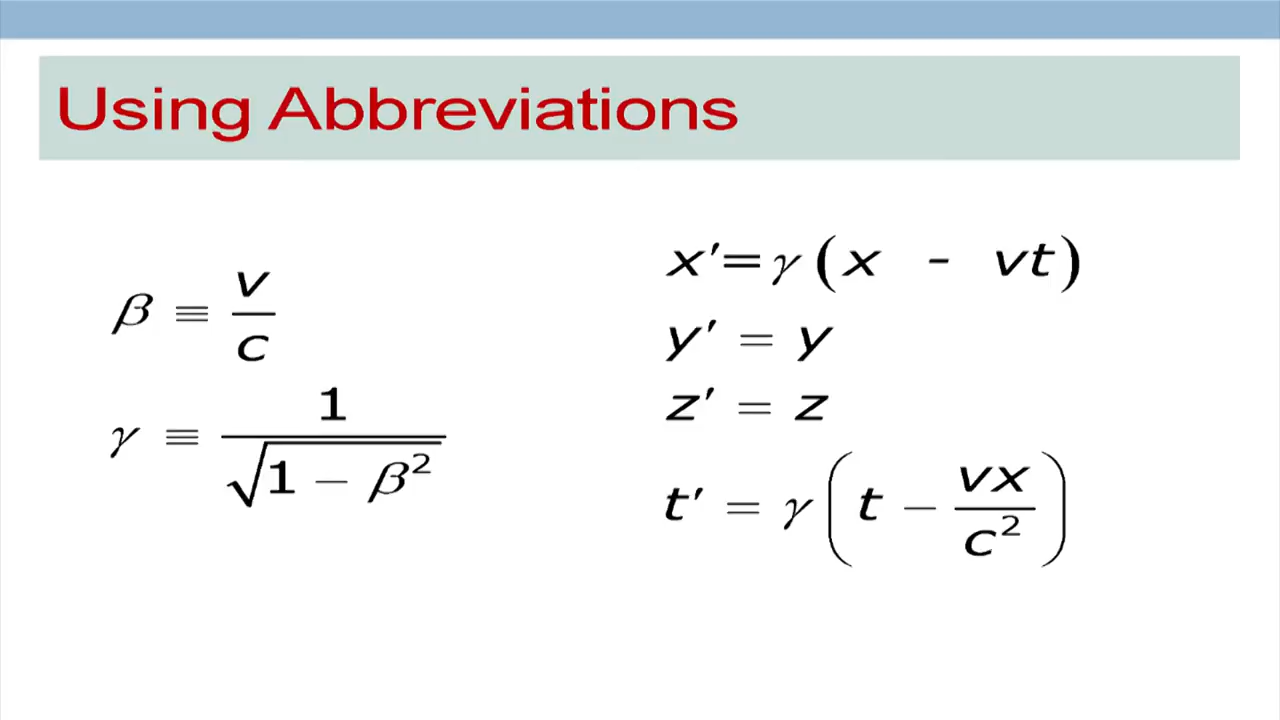 Using Abbreviations
β ≡ v/c
γ ≡ 1/√(1 − β²)
x′=γ(x - vt)
y′ = y
z′ = z
t′ = γ(t − vx/c²)